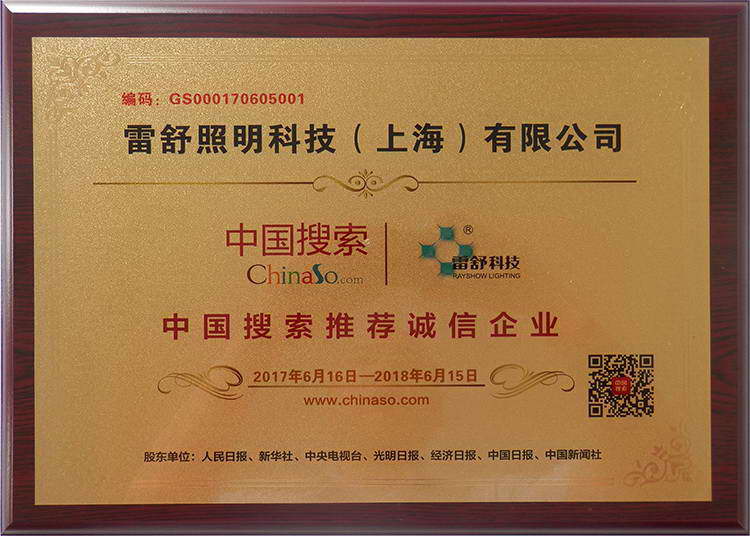 编码：GS000170605001
雷舒照明科技（上海）有限公司
中国搜索
ChinaSo.com
®
雷舒科技
RAYSHOW LIGHTING
中国搜索推荐诚信企业
2017年6月16日—2018年6月15日
www.chinaso.com
中国
搜索
股东单位：人民日报、新华社、中央电视台、光明日报、经济日报、中国日报、中国新闻社